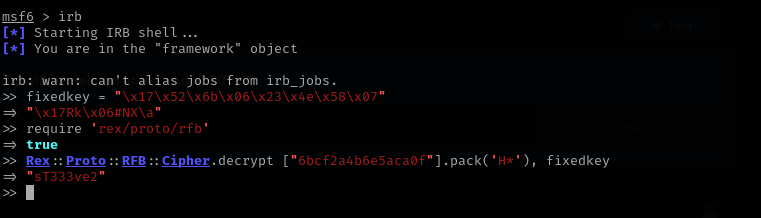 msf6 > irb
[*] Starting IRB shell...
[*] You are in the "framework" object

irb: warn: can't alias jobs from irb_jobs.
>> fixedkey = "\x17\x52\x6b\x06\x23\x4e\x58\x07"
=> "\x17Rk\x06#NX\a"
>> require 'rex/proto/rfb'
=> true
>> Rex::Proto::RFB::Cipher.decrypt ["6bcf2a4b6e5aca0f"].pack('H*'), fixedkey
=> "sT333ve2"
>>